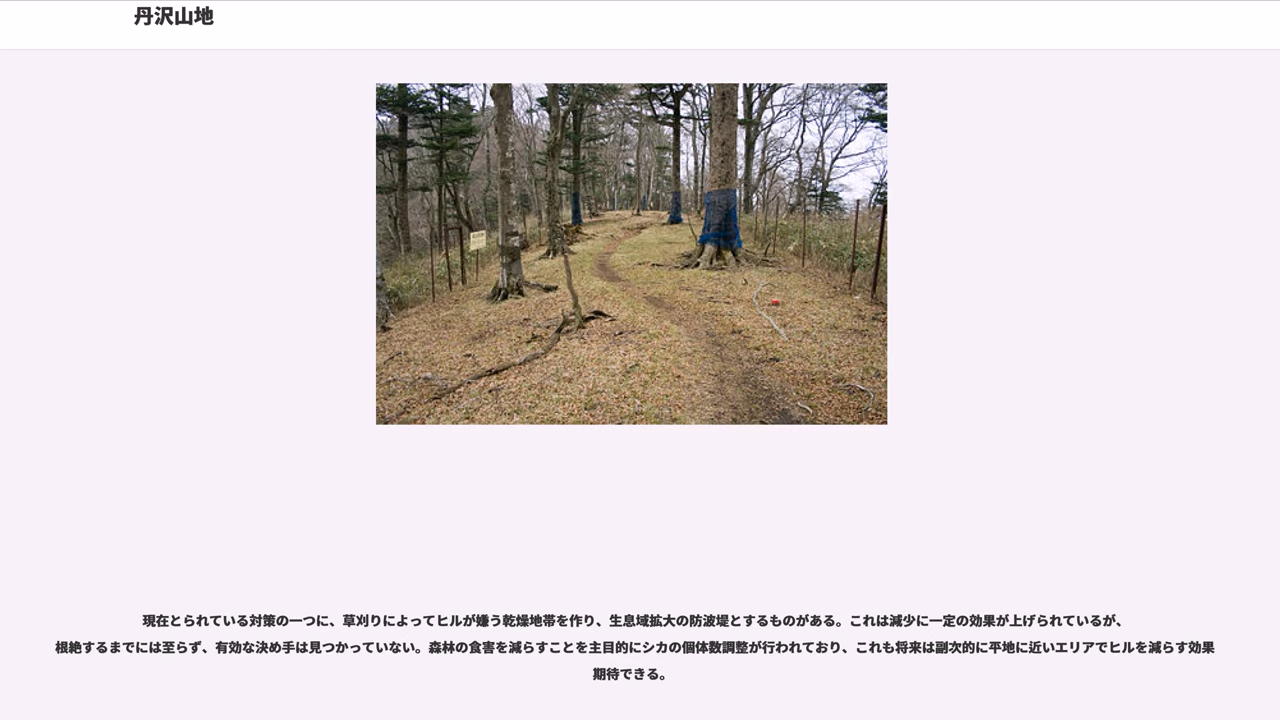 丹沢山地
現在とられている対策の一つに、草刈りによってヒルが嫌う乾燥地帯を作り、生息域拡大の防波堤とするものがある。これは減少に一定の効果が上げられているが、
根絶するまでには至らず、有効な決め手は見つかっていない。森林の食害を減らすことを主目的にシカの個体数調整が行われており、これも将来は副次的に平地に近いエリアでヒルを減らす効果
期待できる。